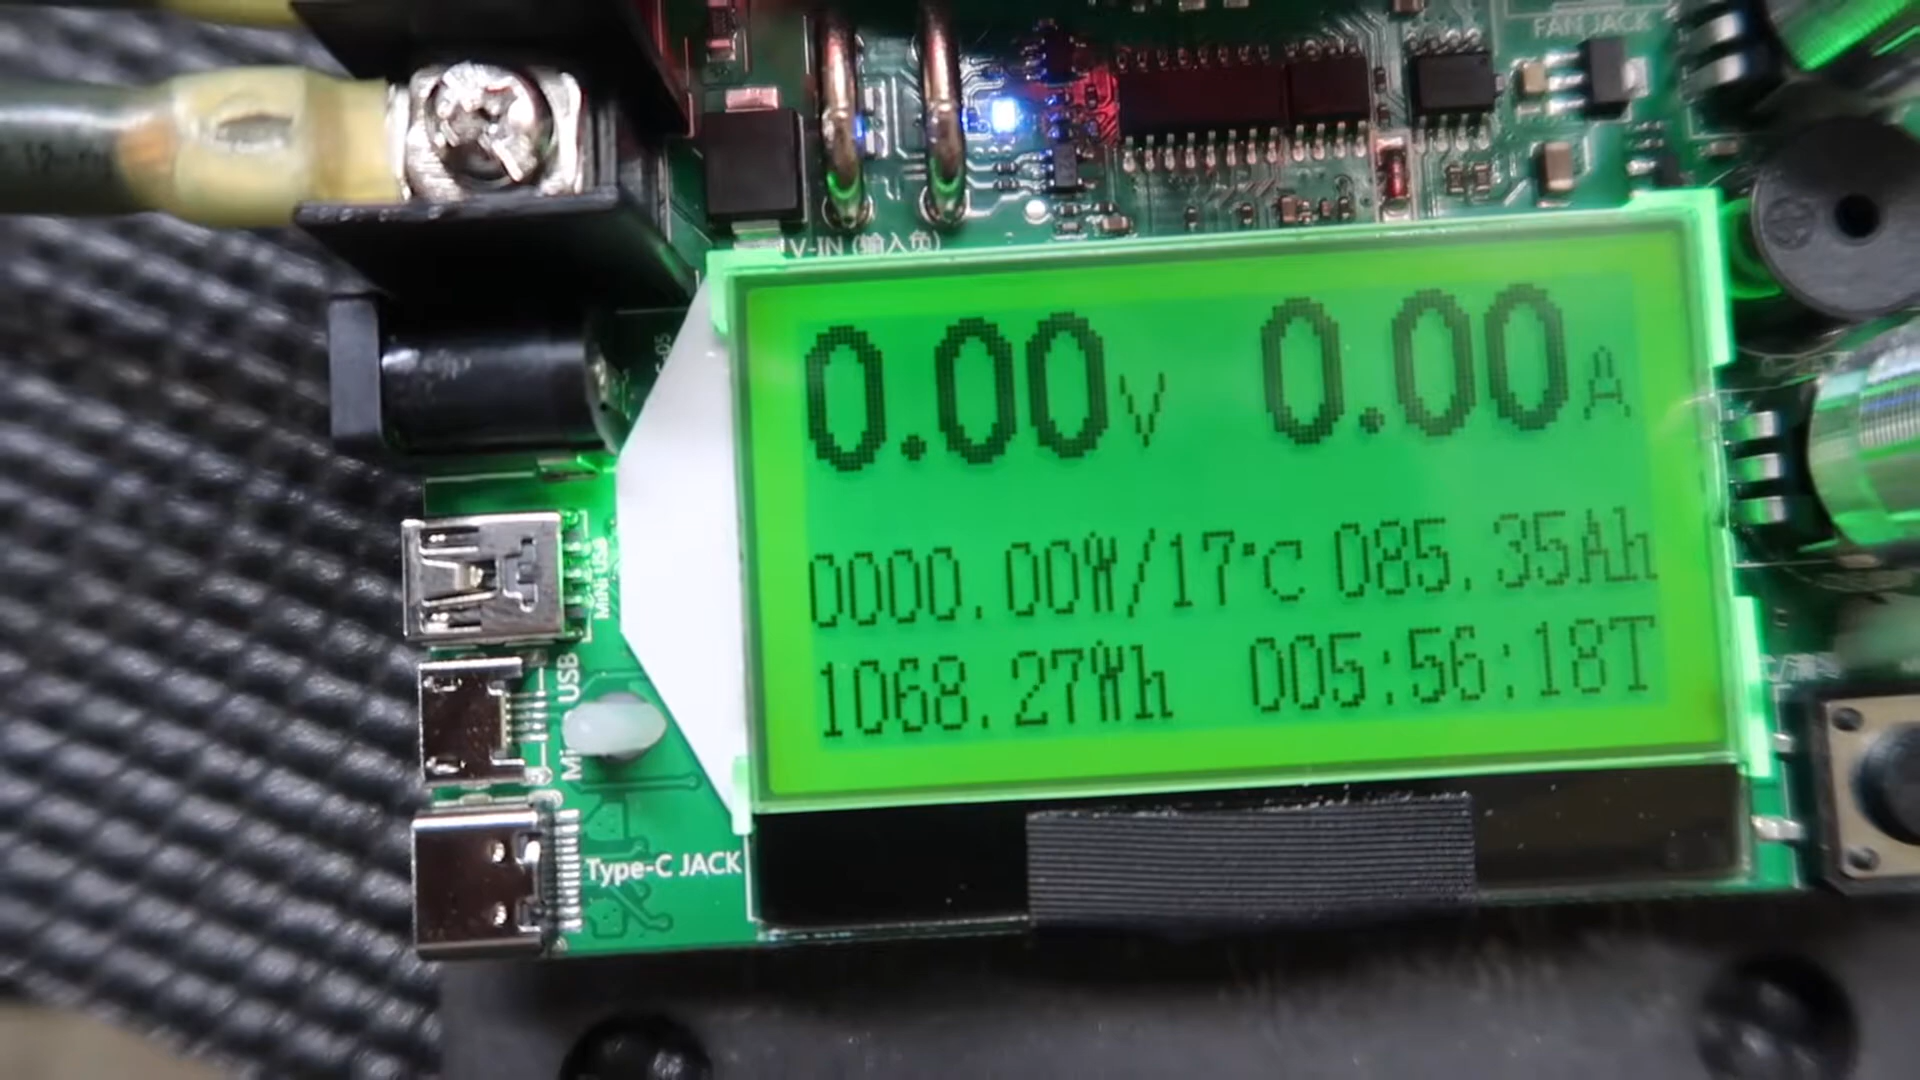 FAN JACK
V-IN (输入负)
0.00V 0.00A
0000.00W/17°C 085.35Ah
1068.27Wh 005:56:18T
MINI USB
USB
Type-C JACK